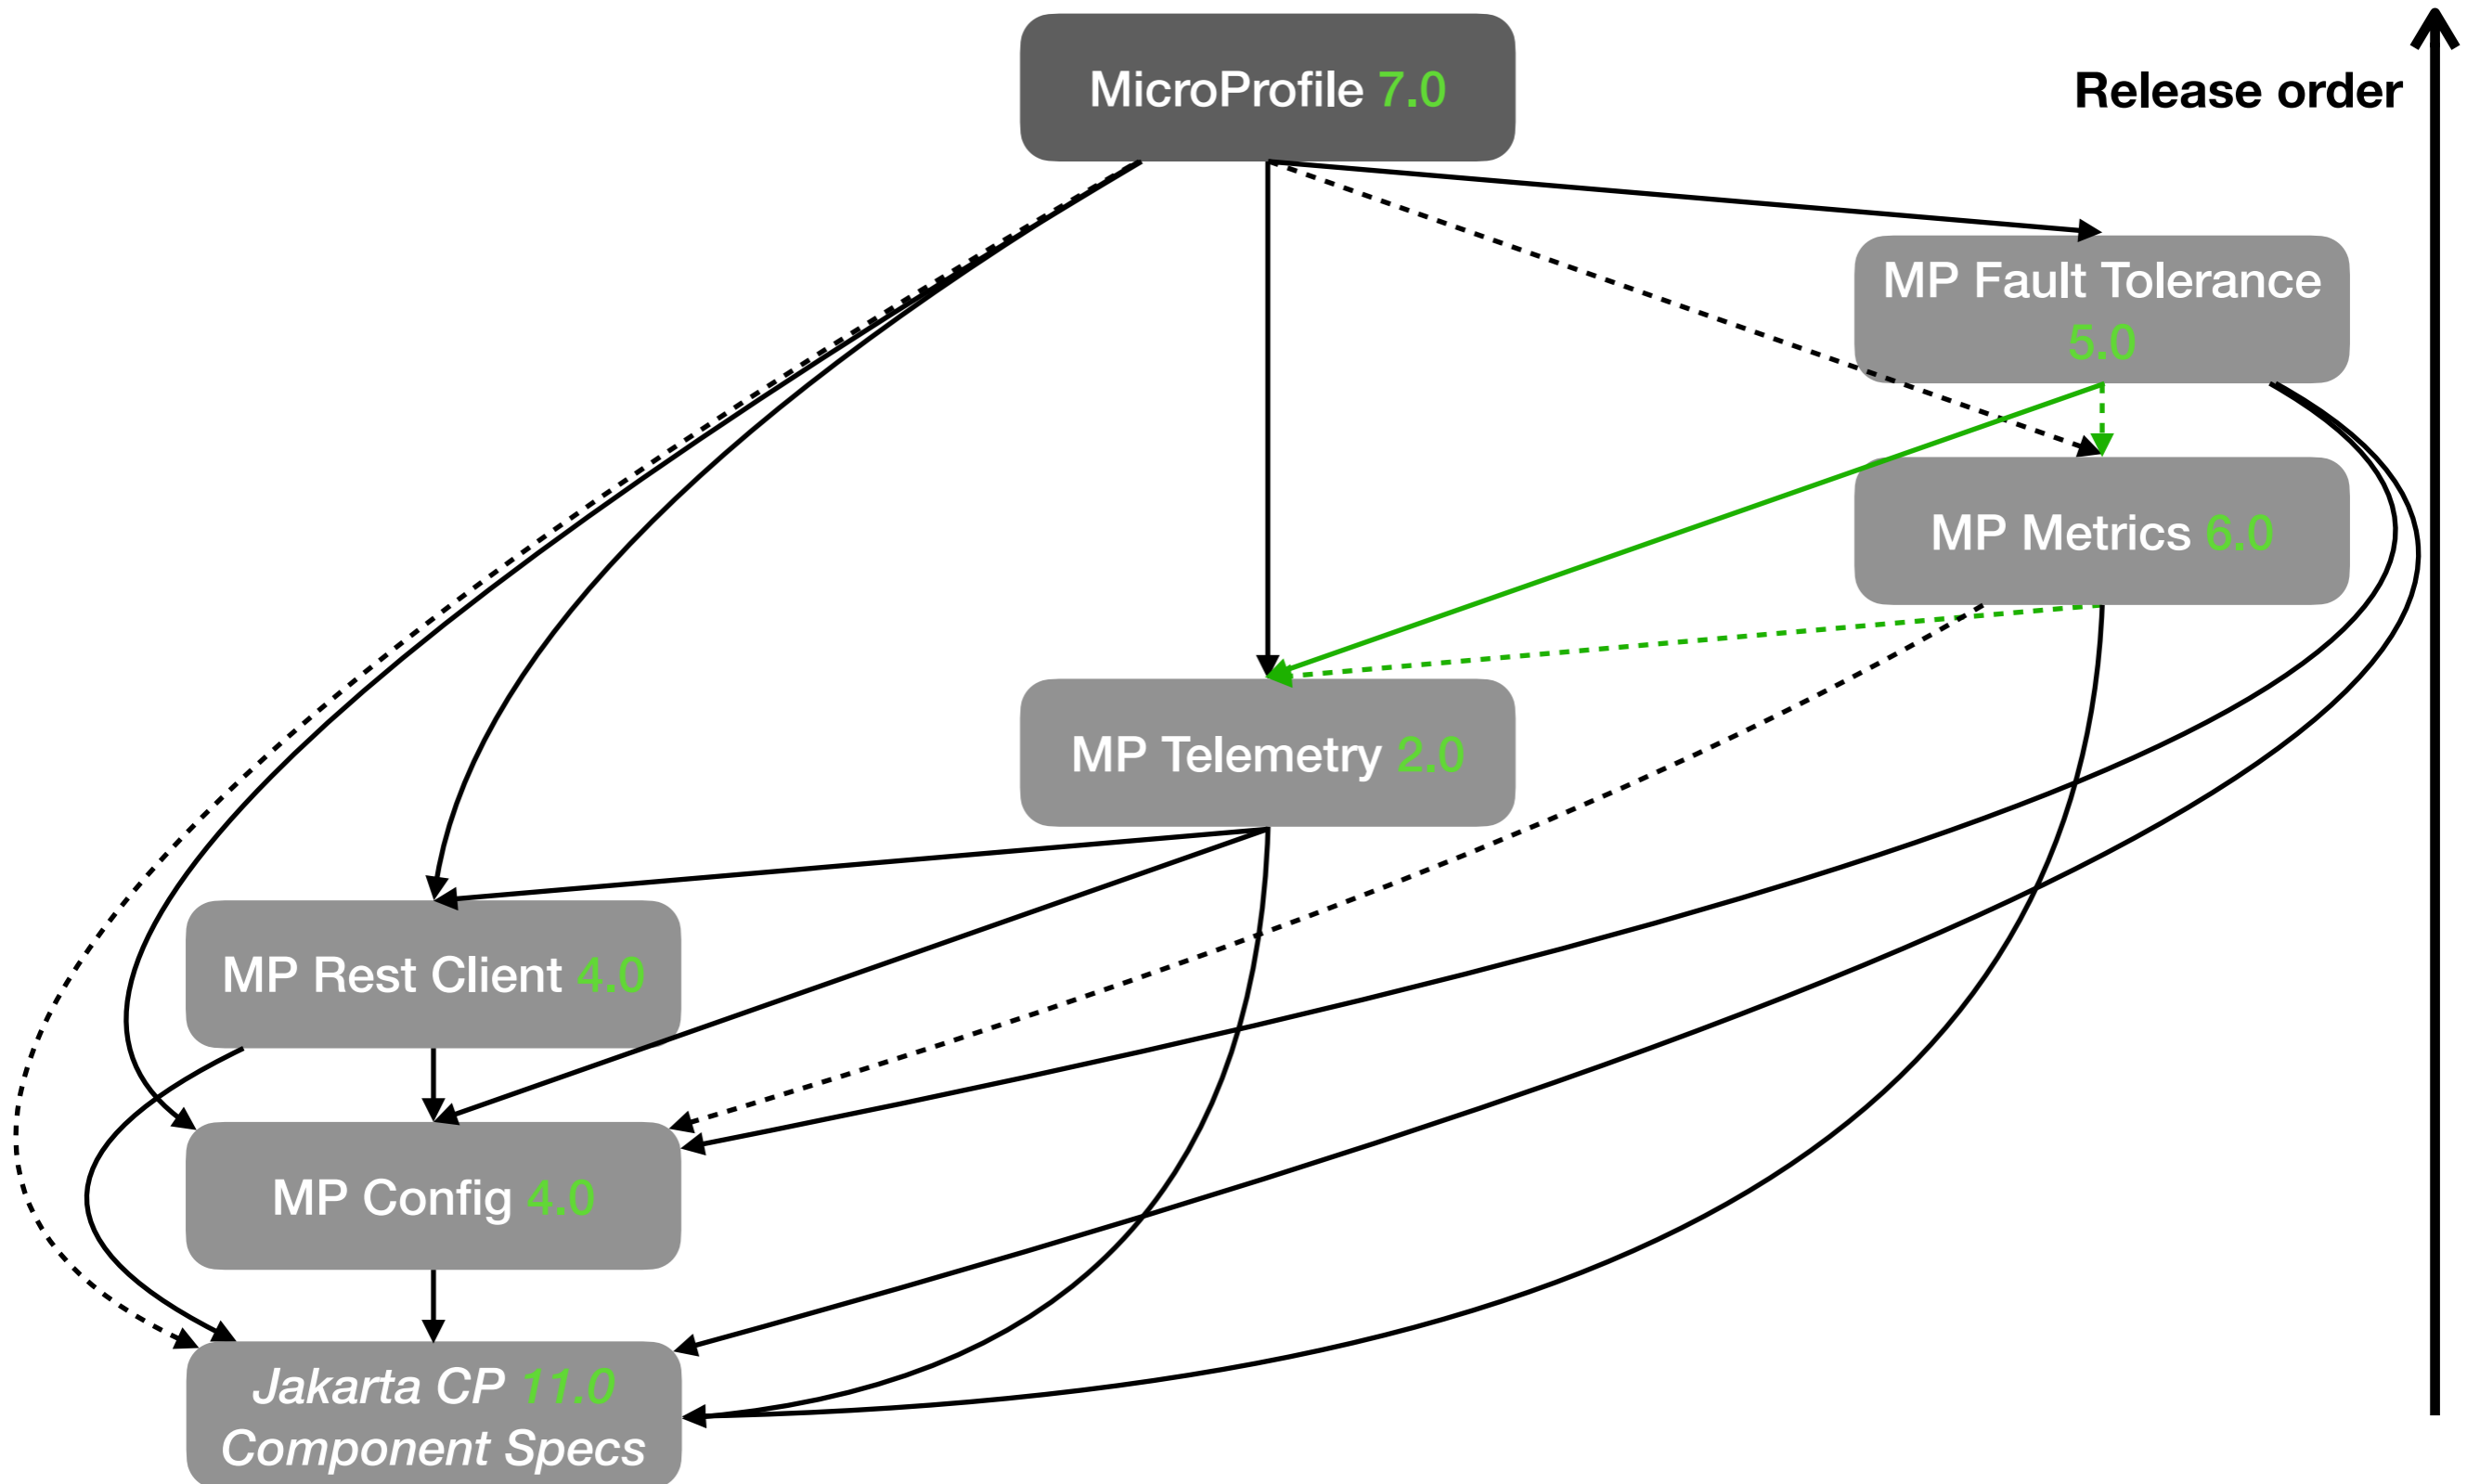 MicroProfile 7.0
Release order
MP Fault Tolerance
5.0
MP Metrics 6.0
MP Telemetry 2.0
MP Rest Client 4.0
MP Config 4.0
Jakarta CP 11.0
Component Specs